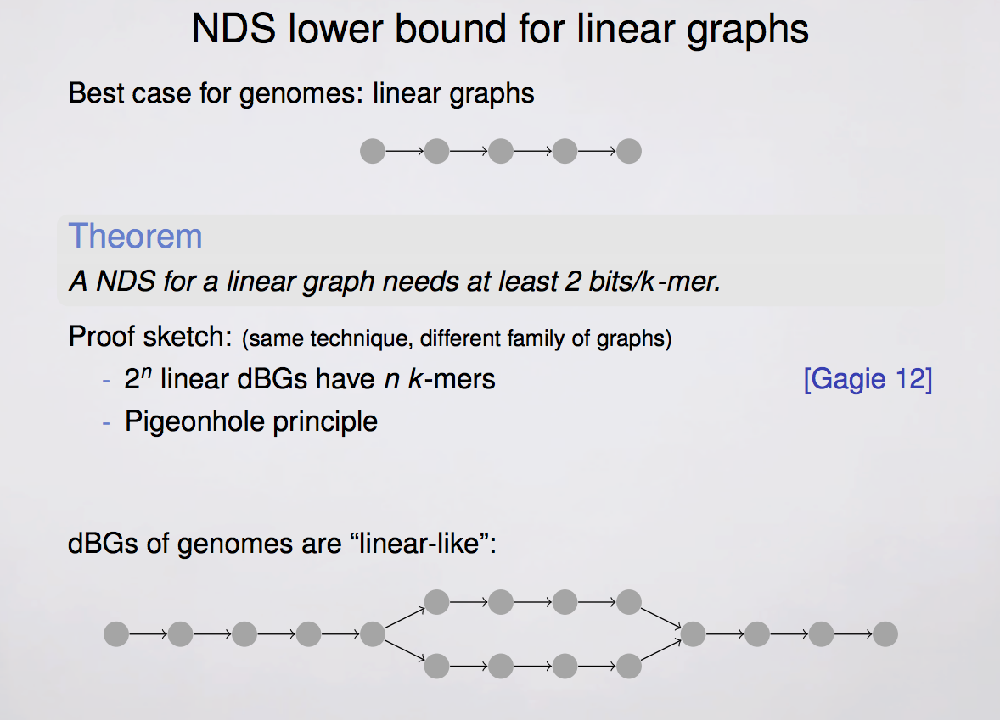 NDS lower bound for linear graphs
Best case for genomes: linear graphs
Theorem
A NDS for a linear graph needs at least 2 bits/k-mer.
Proof sketch: (same technique, different family of graphs)
- 2ⁿ linear dBGs have n k-mers [Gagie 12]
- Pigeonhole principle
dBGs of genomes are “linear-like”: